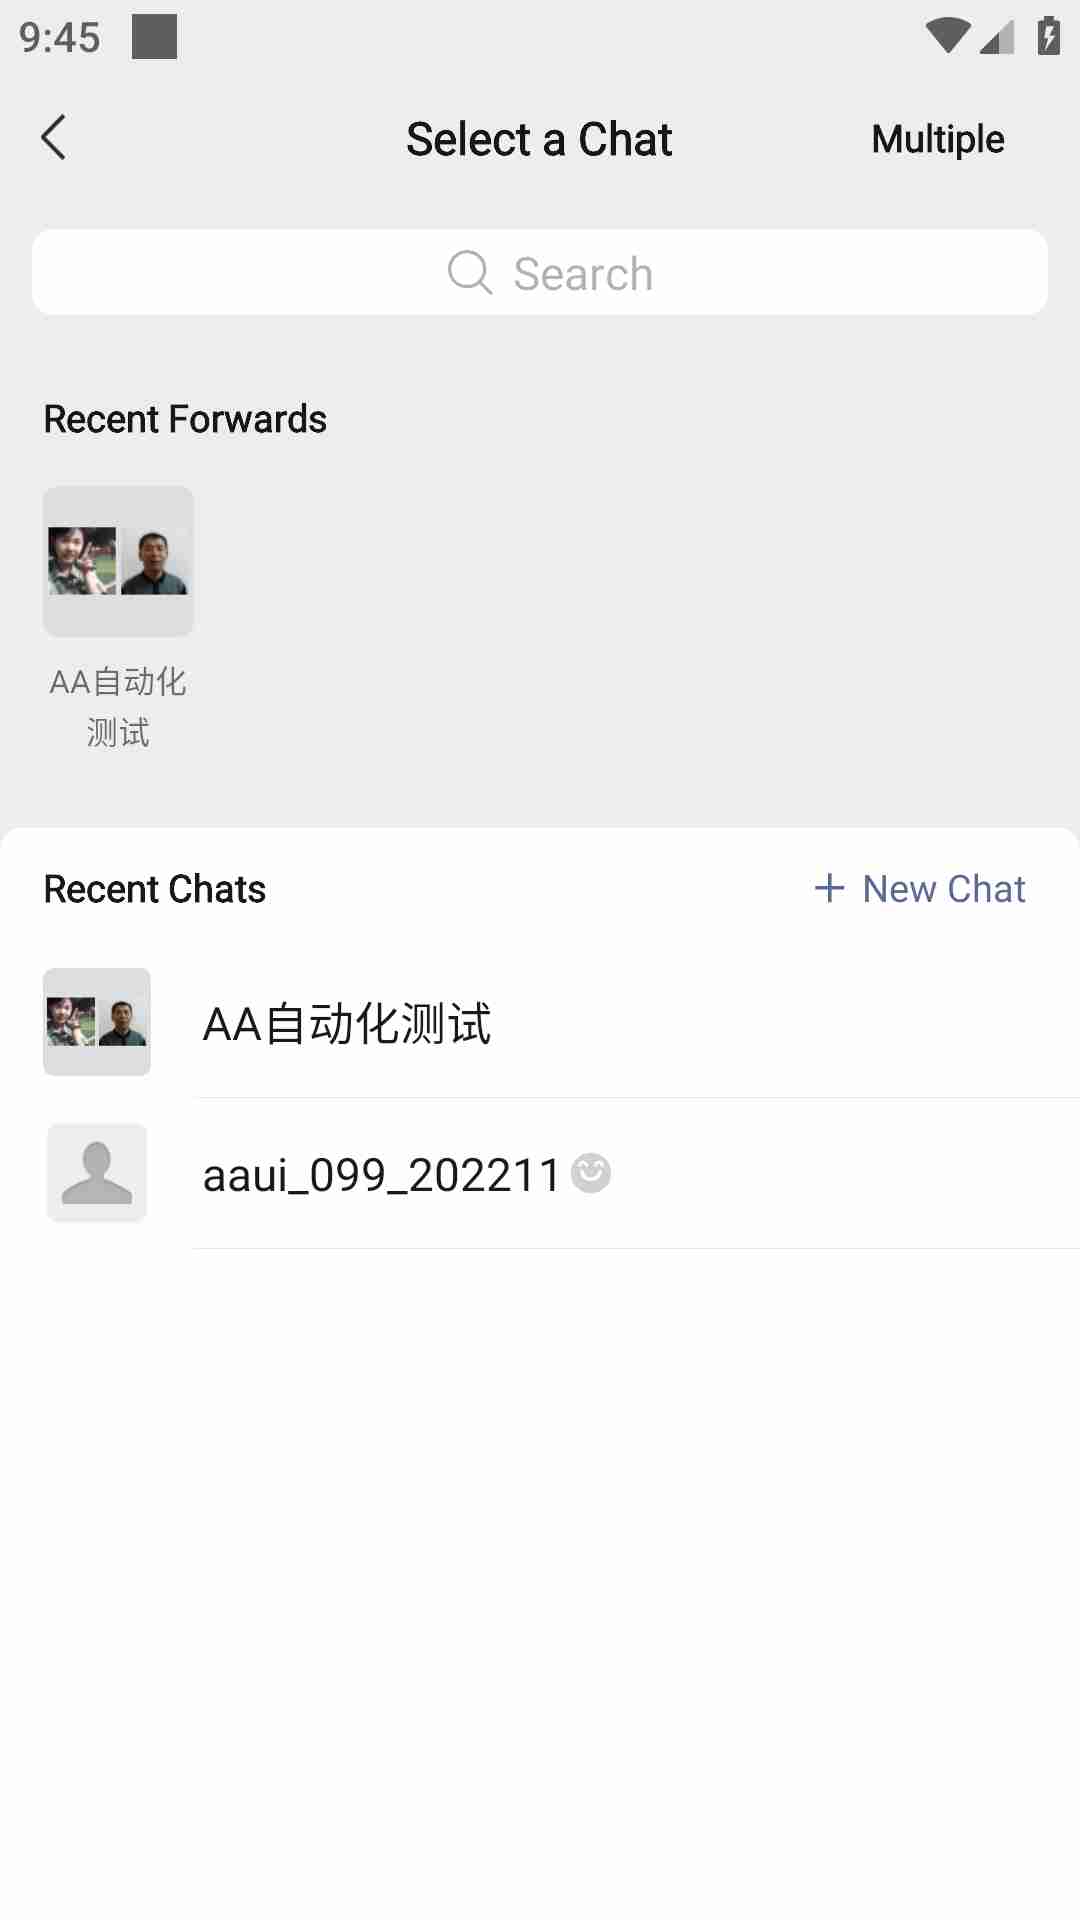 9:45
Select a Chat
Multiple
Search
Recent Forwards
AA自动化
测试
Recent Chats
+ New Chat
AA自动化测试
aaui_099_202211